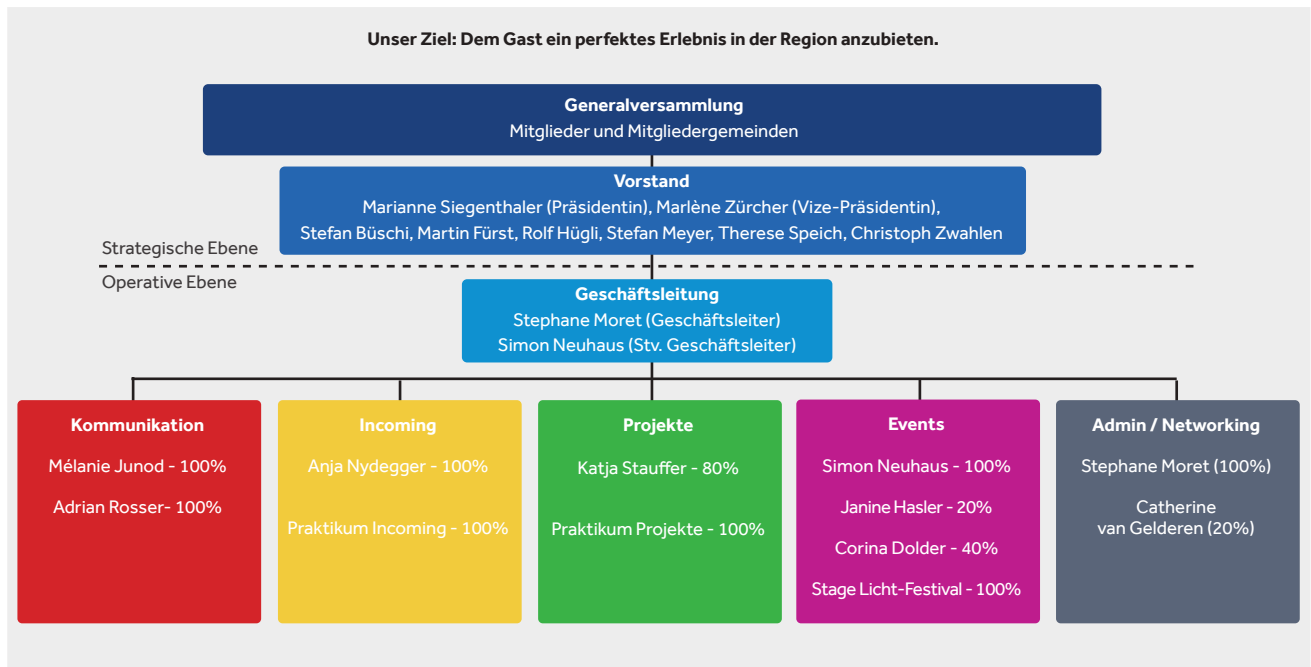 Unser Ziel: Dem Gast ein perfektes Erlebnis in der Region anzubieten.
Generalversammlung
Mitglieder und Mitgliedergemeinden
Vorstand
Marianne Siegenthaler (Präsidentin), Marlène Zürcher (Vize-Präsidentin),
Stefan Büschi, Martin Fürst, Rolf Hügli, Stefan Meyer, Therese Speich, Christoph Zwahlen
Strategische Ebene
Operative Ebene
Geschäftsleitung
Stephane Moret (Geschäftsleiter)
Simon Neuhaus (Stv. Geschäftsleiter)
Kommunikation
Mélanie Junod - 100%
Adrian Rosser- 100%
Incoming
Anja Nydegger - 100%
Praktikum Incoming - 100%
Projekte
Katja Stauffer - 80%
Praktikum Projekte - 100%
Events
Simon Neuhaus - 100%
Janine Hasler - 20%
Corina Dolder - 40%
Stage Licht-Festival - 100%
Admin / Networking
Stephane Moret (100%)
Catherine
van Gelderen (20%)